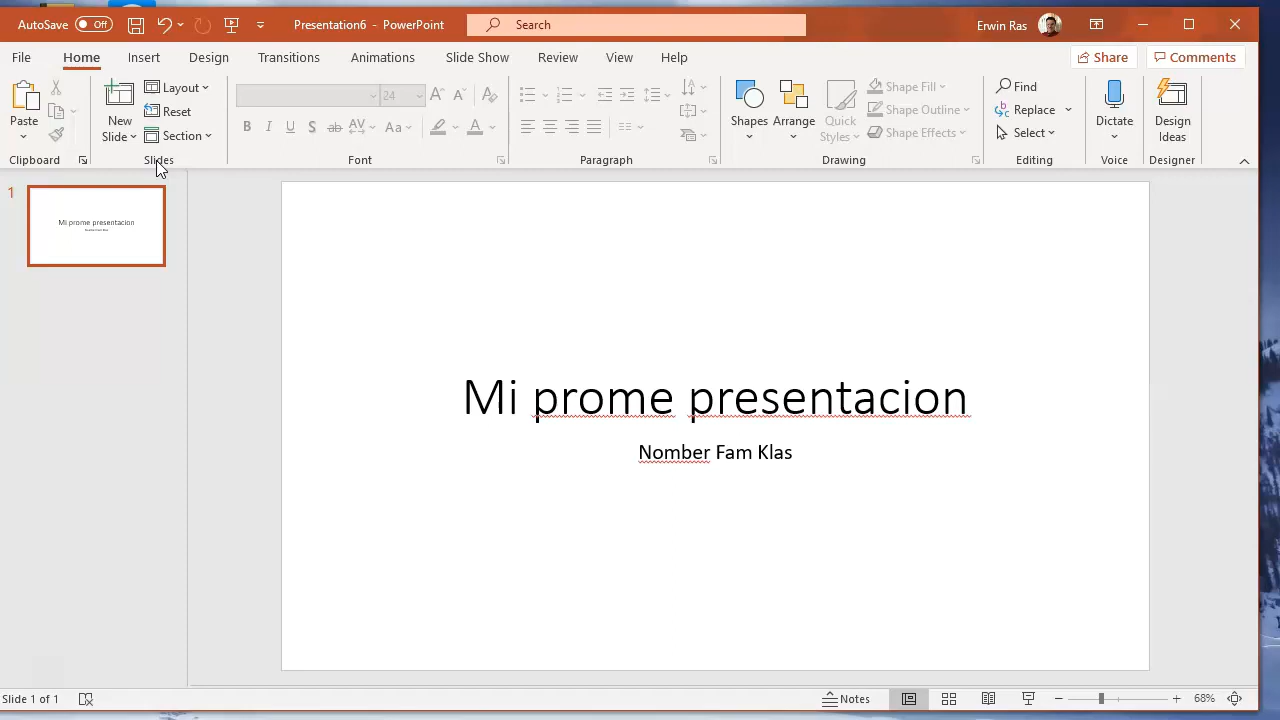 AutoSave Off Presentation6 - PowerPoint Search Erwin Ras
File Home Insert Design Transitions Animations Slide Show Review View Help Share Comments
Paste New Slide Layout Reset Section
24
B I U S ab AV Aa A
Shapes Arrange Quick Styles Shape Fill Shape Outline Shape Effects
Find Replace Select
Dictate Design Ideas
Clipboard Slides Font Paragraph Drawing Editing Voice Designer
1
Mi prome presentacion
Mi prome presentacion
Nomber Fam Klas
Slide 1 of 1 Notes 68%